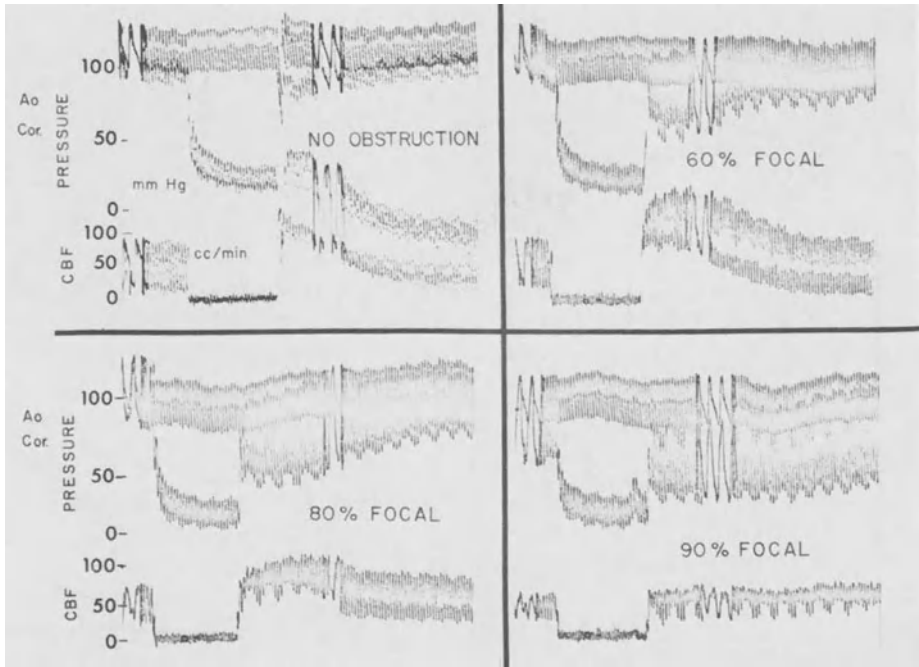 Ao
Cor.
PRESSURE
100
50
0
mm Hg
NO OBSTRUCTION
CBF
100
50
0
cc/min.
60% FOCAL
Ao
Cor.
PRESSURE
100
50
0
80% FOCAL
CBF
100
50
0
90% FOCAL